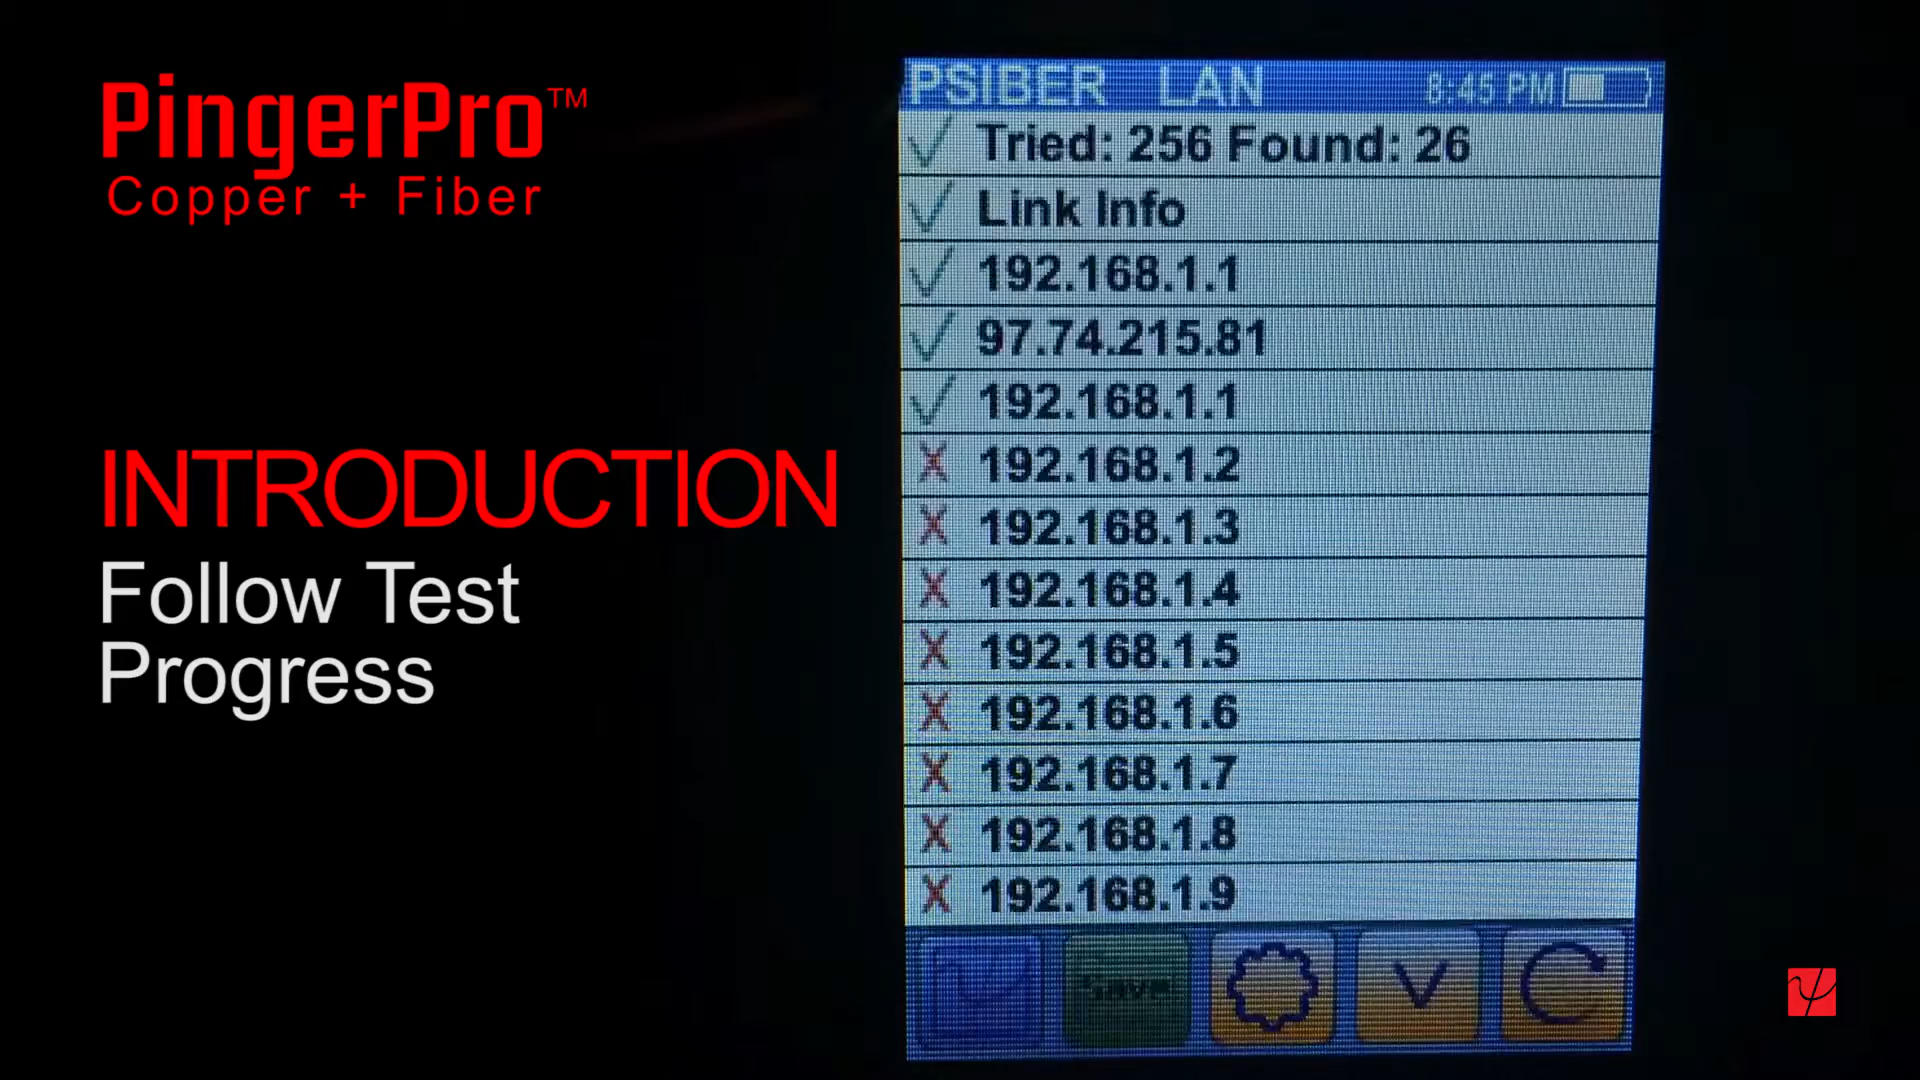 PingerPro™
Copper + Fiber
INTRODUCTION
Follow Test
Progress
PSIBER LAN 8:45 PM
Tried: 256 Found: 26
Link Info
192.168.1.1
97.74.215.81
192.168.1.1
192.168.1.2
192.168.1.3
192.168.1.4
192.168.1.5
192.168.1.6
192.168.1.7
192.168.1.8
192.168.1.9
Save